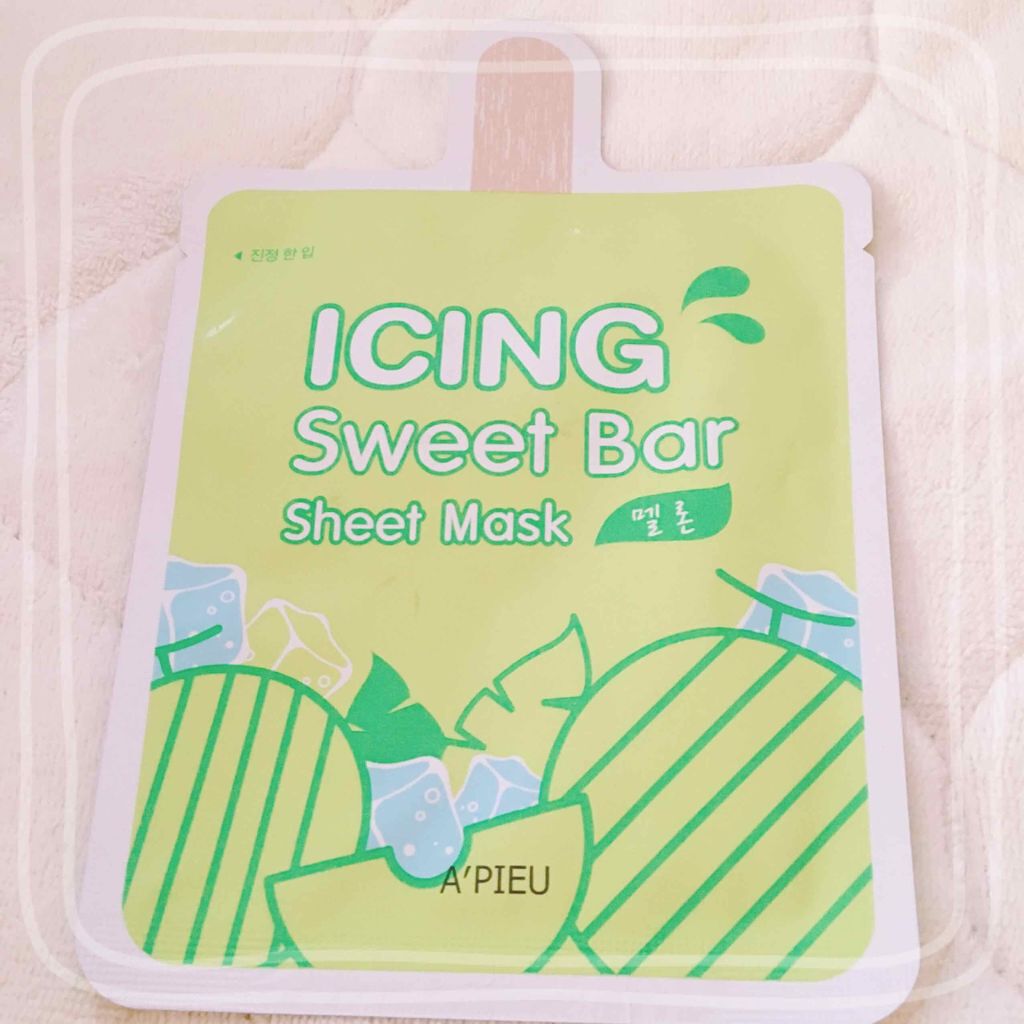 ◀ 진정 한 입
ICING
Sweet Bar
Sheet Mask 멜론
A'PIEU